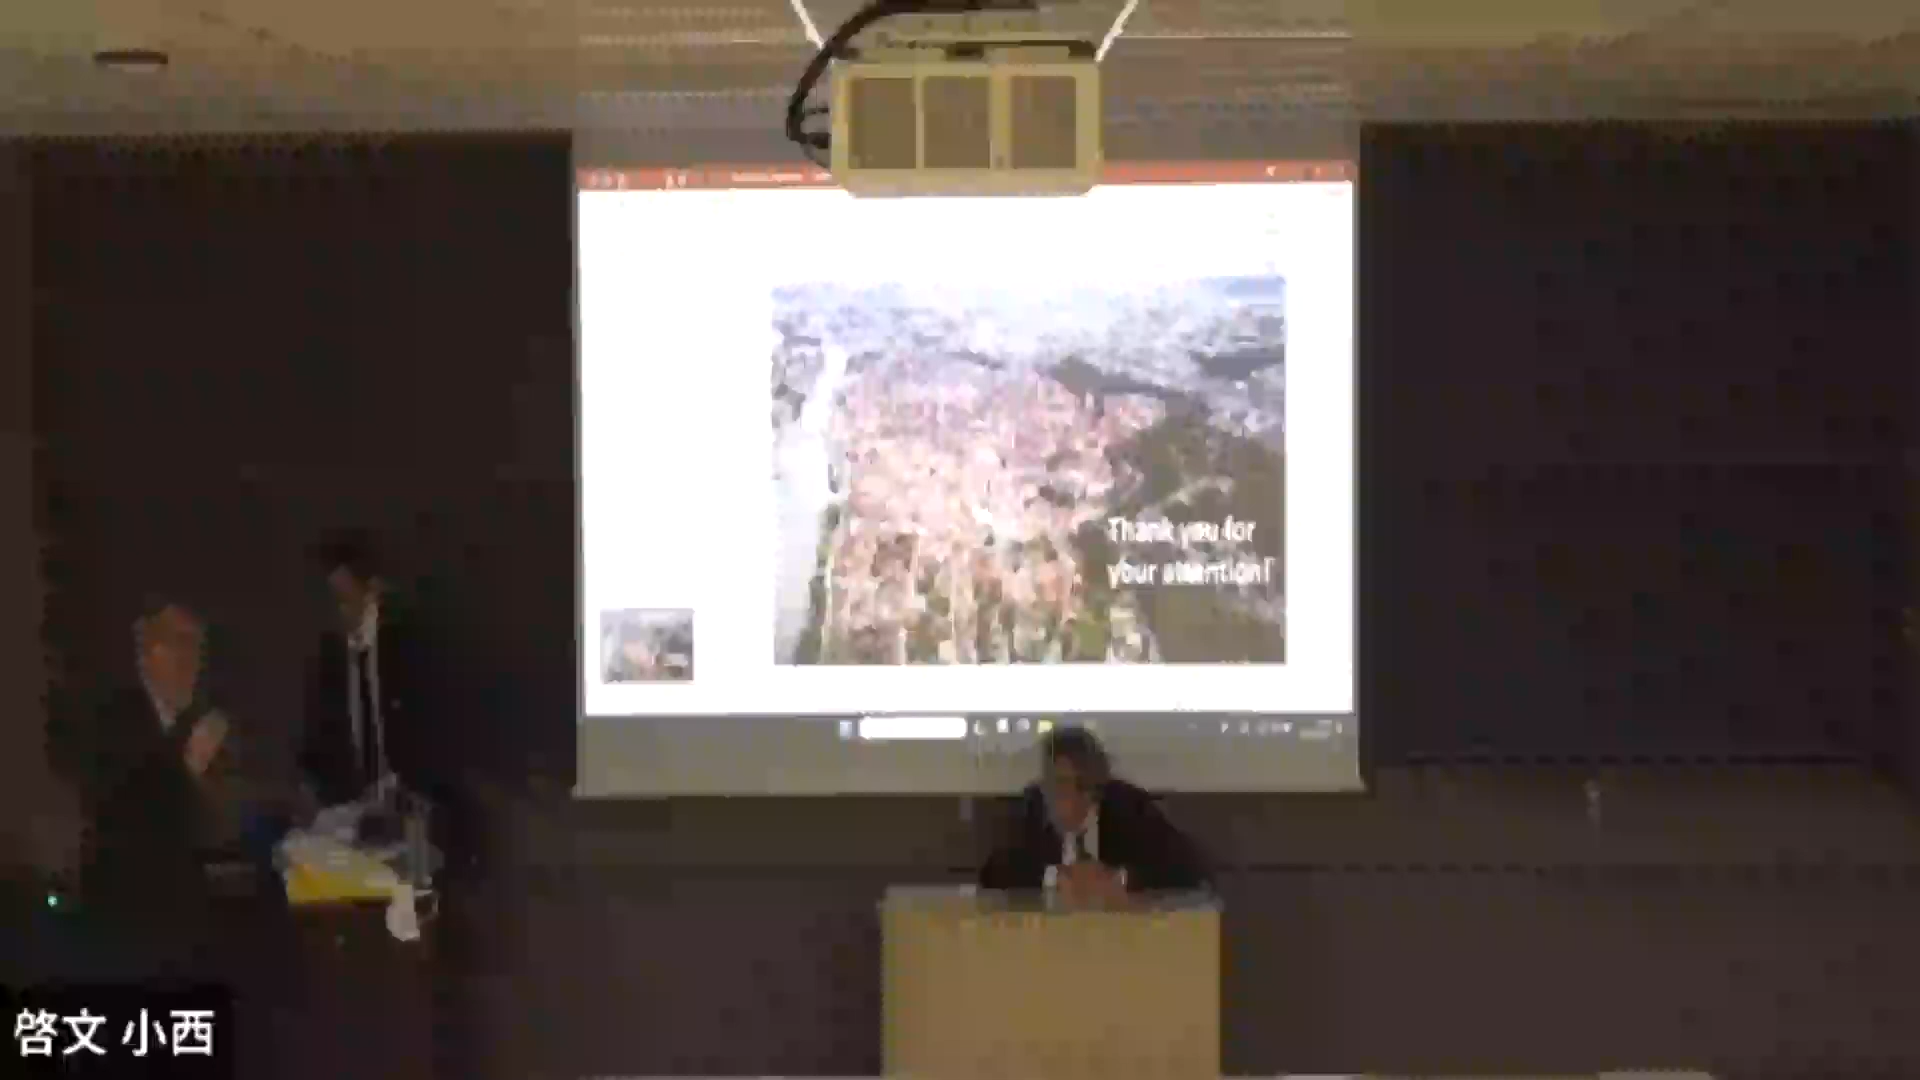 Thank you for
your attention!
啓文 小西